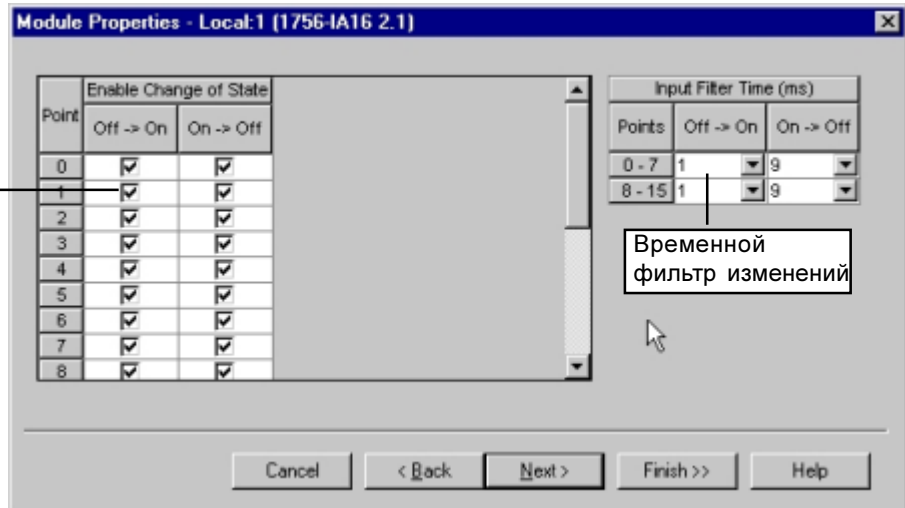 Module Properties - Local:1 (1756-IA16 2.1)
Enable Change of State
Point
Off -> On
On -> Off
0
1
2
3
4
5
6
7
8
Input Filter Time (ms)
Points
Off -> On
On -> Off
0 - 7
1
9
8 - 15
1
9
Временной
фильтр изменений
Cancel
< Back
Next >
Finish >>
Help